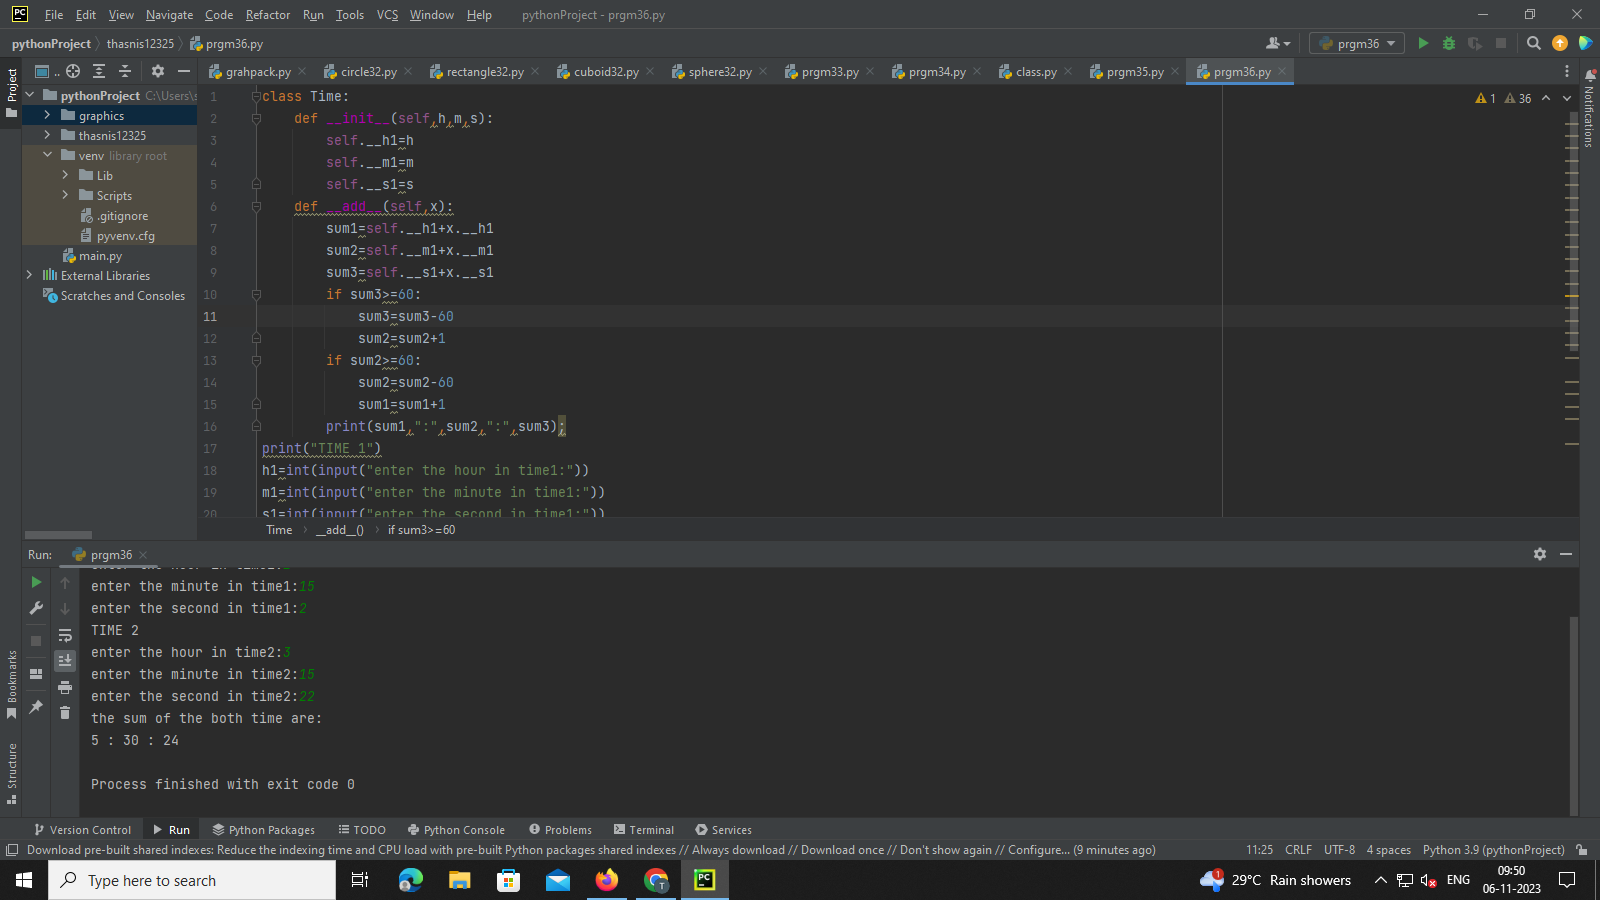 File Edit View Navigate Code Refactor Run Tools VCS Window Help pythonProject - prgm36.py
pythonProject thasnis12325 prgm36.py prgm36
Project
grahpack.py circle32.py rectangle32.py cuboid32.py sphere32.py prgm33.py prgm34.py class.py prgm35.py prgm36.py
pythonProject C:\Users\s
graphics
thasnis12325
venv library root
Lib
Scripts
.gitignore
pyvenv.cfg
main.py
External Libraries
Scratches and Consoles
1 class Time:
2 def __init__(self,h,m,s):
3 self.__h1=h
4 self.__m1=m
5 self.__s1=s
6 def __add__(self,x):
7 sum1=self.__h1+x.__h1
8 sum2=self.__m1+x.__m1
9 sum3=self.__s1+x.__s1
10 if sum3>=60:
11 sum3=sum3-60
12 sum2=sum2+1
13 if sum2>=60:
14 sum2=sum2-60
15 sum1=sum1+1
16 print(sum1,":",sum2,":",sum3);
17 print("TIME 1")
18 h1=int(input("enter the hour in time1:"))
19 m1=int(input("enter the minute in time1:"))
20 s1=int(input("enter the second in time1:"))
1 36
Notifications
Time __add__() if sum3>=60
Run: prgm36
enter the minute in time1:15
enter the second in time1:2
TIME 2
enter the hour in time2:3
enter the minute in time2:15
enter the second in time2:22
the sum of the both time are:
5 : 30 : 24
Process finished with exit code 0
Bookmarks
Structure
Version Control Run Python Packages TODO Python Console Problems Terminal Services
Download pre-built shared indexes: Reduce the indexing time and CPU load with pre-built Python packages shared indexes // Always download // Download once // Don't show again // Configure... (9 minutes ago) 11:25 CRLF UTF-8 4 spaces Python 3.9 (pythonProject)
Type here to search
1 29°C Rain showers ENG
09:50
06-11-2023